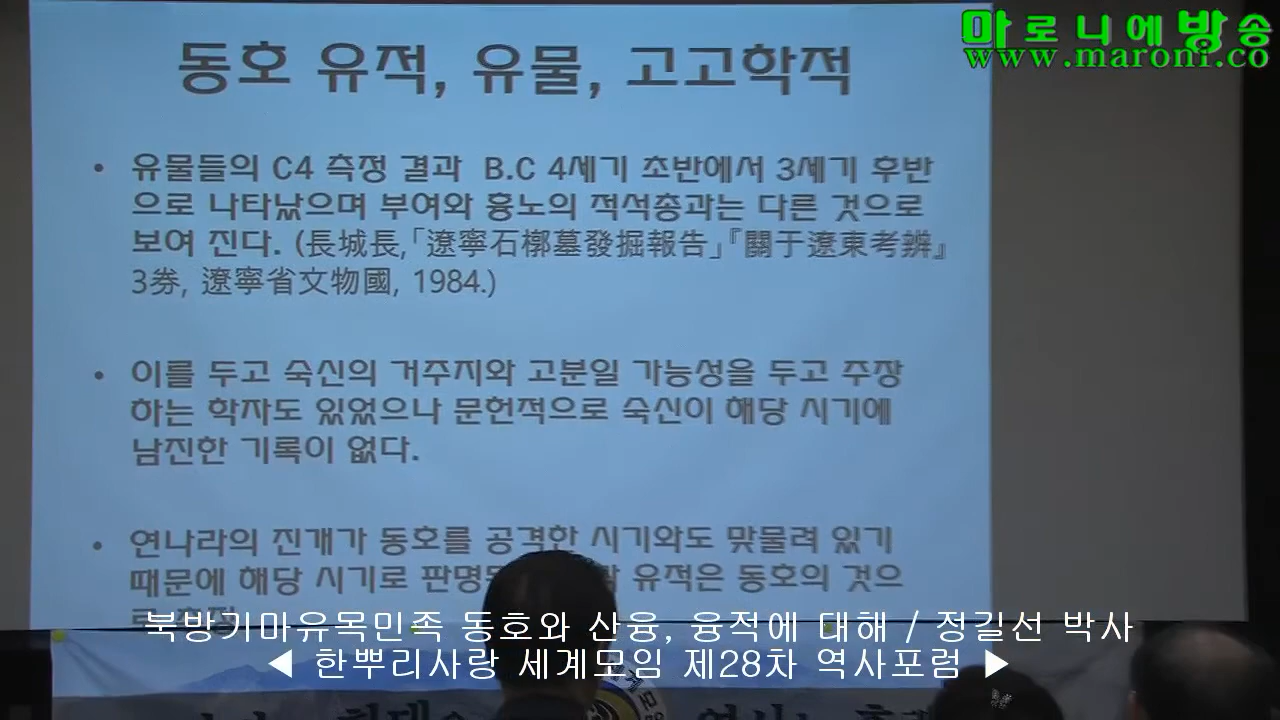 마로니에방송
www.maroni.co
동호 유적, 유물, 고고학적
• 유물들의 C4 측정 결과 B.C 4세기 초반에서 3세기 후반
으로 나타났으며 부여와 흉노의 적석총과는 다른 것으로
보여 진다. (長城長,「遼寧石槨墓發掘報告」『關于遼東考辨』
3券, 遼寧省文物國, 1984.)
• 이를 두고 숙신의 거주지와 고분일 가능성을 두고 주장
하는 학자도 있었으나 문헌적으로 숙신이 해당 시기에
남진한 기록이 없다.
• 연나라의 진개가 동호를 공격한 시기와도 맞물려 있기
때문에 해당 시기로 판명 유적은 동호의 것으
북방기마유목민족 동호와 산융, 융적에 대해 / 정길선 박사
◀ 한뿌리사랑 세계모임 제28차 역사포럼 ▶